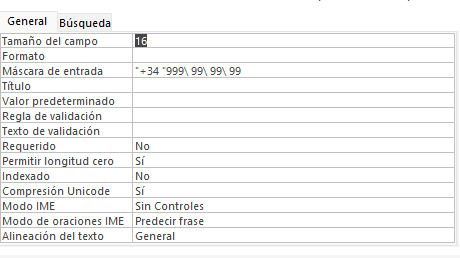 General Búsqueda
Tamaño del campo 16
Formato
Máscara de entrada "+34 "999\ 99\ 99\ 99
Título
Valor predeterminado
Regla de validación
Texto de validación
Requerido No
Permitir longitud cero Sí
Indexado No
Compresión Unicode Sí
Modo IME Sin Controles
Modo de oraciones IME Predecir frase
Alineación del texto General